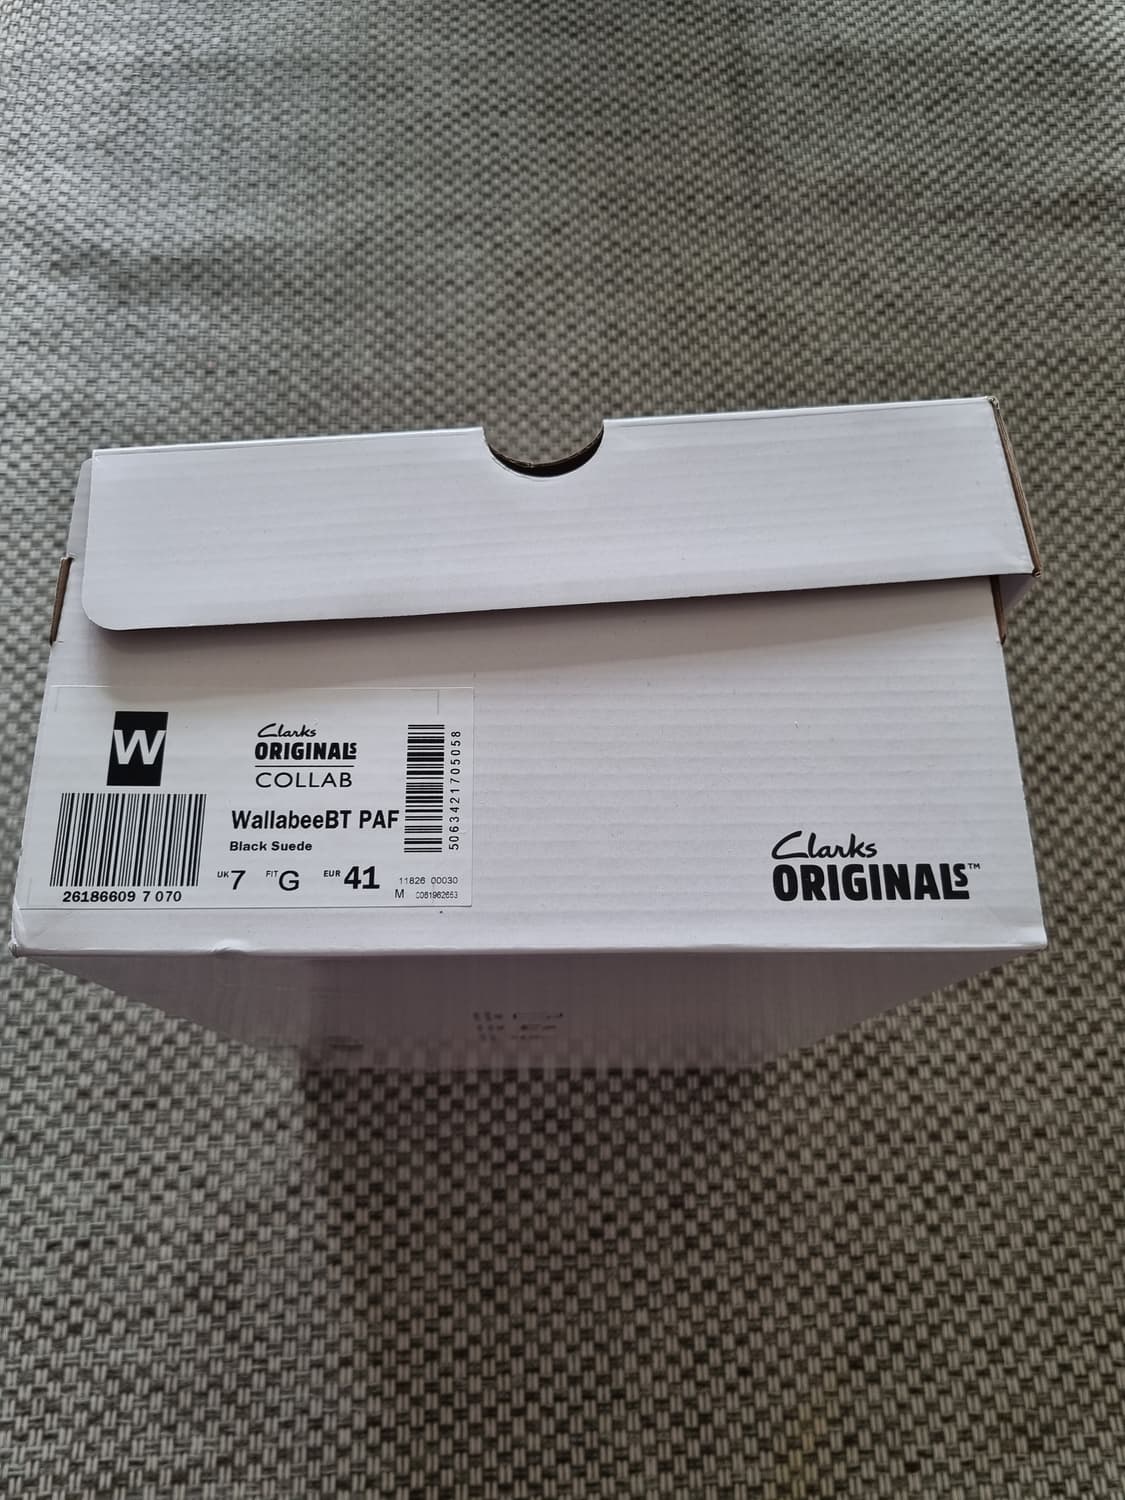 W
Clarks
ORIGINALS
COLLAB
WallabeeBT PAF
Black Suede
UK 7 FIT G EUR 41
26186609 7 070
11826 00030
M C061962653
5063421705058
Clarks
ORIGINALS™